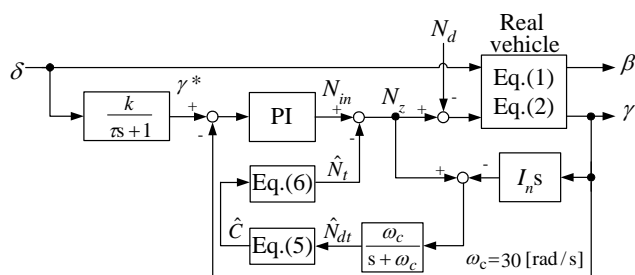 Real
vehicle
N_d
δ
β
γ*
N_in
N_z
Eq.(1)
Eq.(2)
k
τs+1
+
-
PI
+
-
+
-
γ
Eq.(6)
N̂_t
+
-
I_n s
Ĉ
Eq.(5)
N̂_dt
ω_c
s+ω_c
ω_c=30 [rad/s]